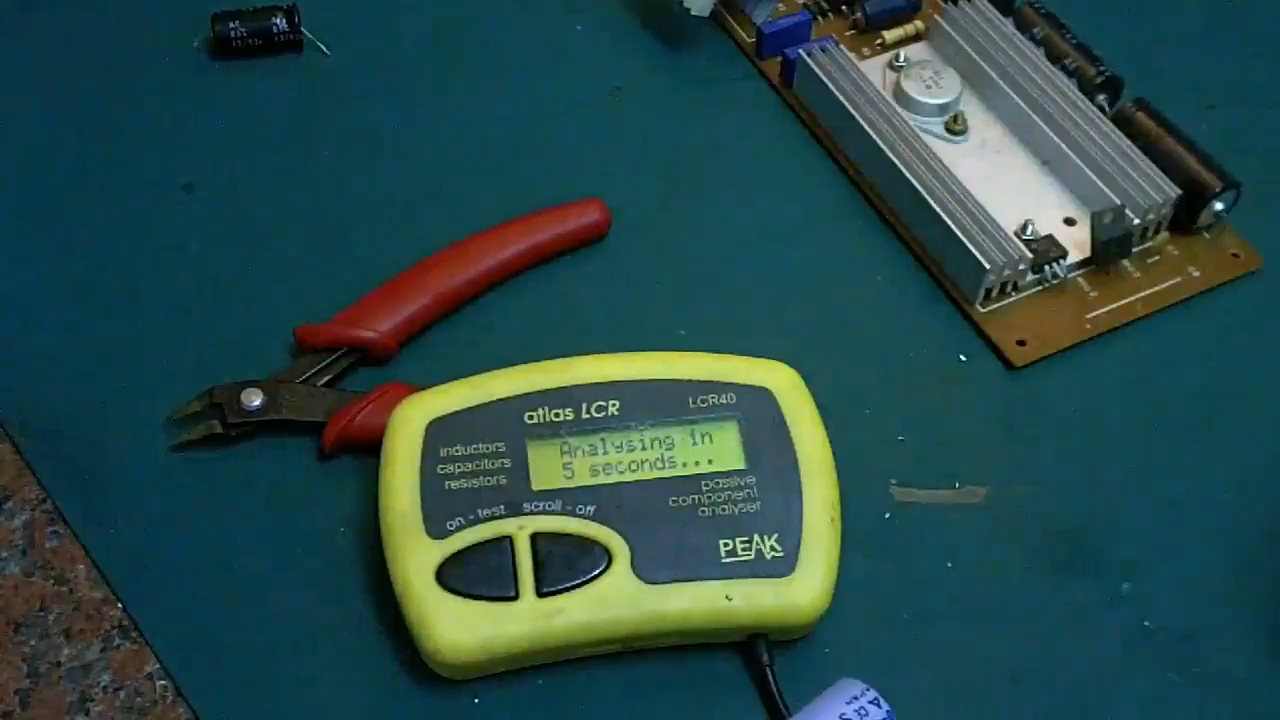 atlas LCR
LCR40
inductors
capacitors
resistors
Analysing in
5 seconds...
passive
component
analyser
on - test
scroll - off
PEAK